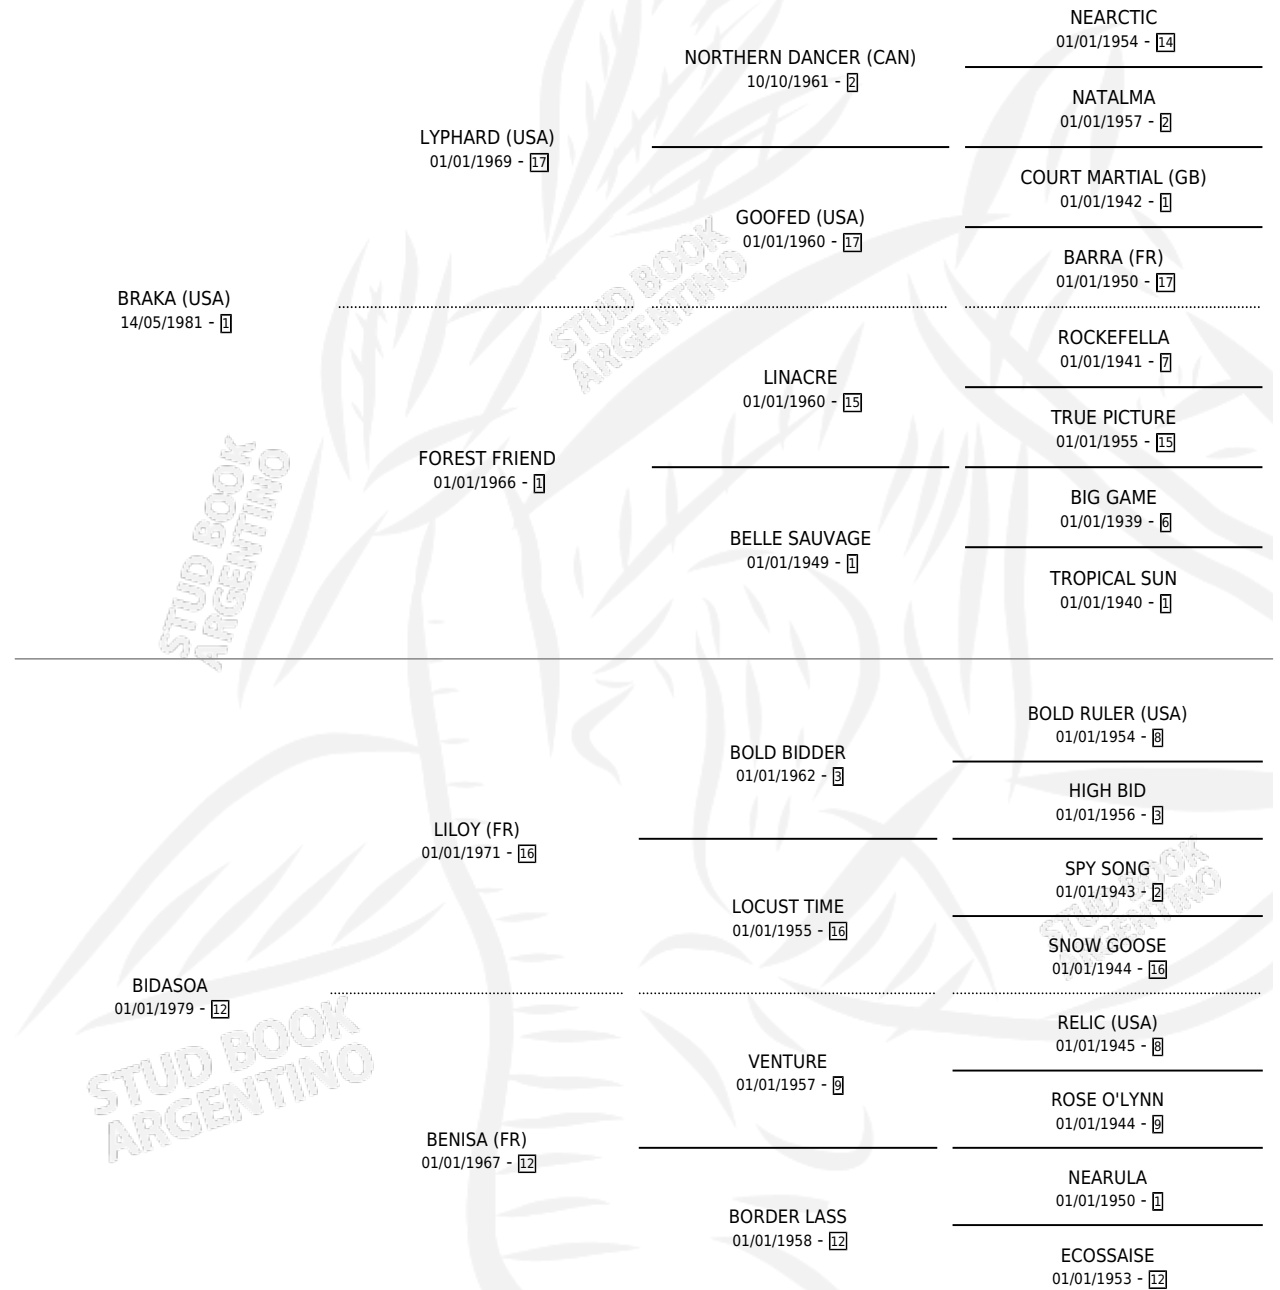 NEARCTIC
01/01/1954 - 14
NORTHERN DANCER (CAN)
10/10/1961 - 2
NATALMA
01/01/1957 - 2
LYPHARD (USA)
01/01/1969 - 17
COURT MARTIAL (GB)
01/01/1942 - 1
GOOFED (USA)
01/01/1960 - 17
BARRA (FR)
01/01/1950 - 17
BRAKA (USA)
14/05/1981 - 1
STUD BOOK
ARGENTINO
ROCKEFELLA
01/01/1941 - 7
LINACRE
01/01/1960 - 15
TRUE PICTURE
01/01/1955 - 15
FOREST FRIEND
01/01/1966 - 1
BIG GAME
01/01/1939 - 6
BELLE SAUVAGE
01/01/1949 - 1
TROPICAL SUN
01/01/1940 - 1
STUD BOOK
ARGENTINO
BOLD RULER (USA)
01/01/1954 - 8
BOLD BIDDER
01/01/1962 - 3
HIGH BID
01/01/1956 - 3
LILOY (FR)
01/01/1971 - 16
SPY SONG
01/01/1943 - 2
LOCUST TIME
01/01/1955 - 16
STUD BOOK
ARGENTINO
SNOW GOOSE
01/01/1944 - 16
BIDASOA
01/01/1979 - 12
RELIC (USA)
01/01/1945 - 8
VENTURE
01/01/1957 - 9
ROSE O'LYNN
01/01/1944 - 9
STUD BOOK
ARGENTINO
BENISA (FR)
01/01/1967 - 12
NEARULA
01/01/1950 - 1
BORDER LASS
01/01/1958 - 12
ECOSSAISE
01/01/1953 - 12